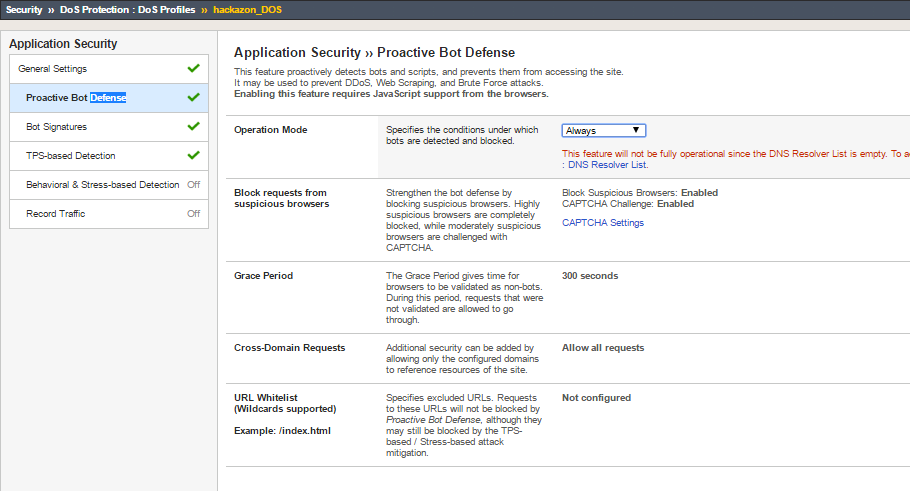 Security ›› DoS Protection : DoS Profiles ›› hackazon_DOS
Application Security
General Settings
Proactive Bot Defense
Bot Signatures
TPS-based Detection
Behavioral & Stress-based Detection Off
Record Traffic Off
Application Security ›› Proactive Bot Defense
This feature proactively detects bots and scripts, and prevents them from accessing the site.
It may be used to prevent DDoS, Web Scraping, and Brute Force attacks.
Enabling this feature requires JavaScript support from the browsers.
Operation Mode
Specifies the conditions under which
bots are detected and blocked.
Always
This feature will not be fully operational since the DNS Resolver List is empty. To
: DNS Resolver List.
Block requests from
suspicious browsers
Strengthen the bot defense by
blocking suspicious browsers. Highly
suspicious browsers are completely
blocked, while moderately suspicious
browsers are challenged with
CAPTCHA.
Block Suspicious Browsers: Enabled
CAPTCHA Challenge: Enabled
CAPTCHA Settings
Grace Period
The Grace Period gives time for
browsers to be validated as non-bots.
During this period, requests that were
not validated are allowed to go
through.
300 seconds
Cross-Domain Requests
Additional security can be added by
allowing only the configured domains
to reference resources of the site.
Allow all requests
URL Whitelist
(Wildcards supported)
Example: /index.html
Specifies excluded URLs. Requests
to these URLs will not be blocked by
Proactive Bot Defense, although they
may still be blocked by the TPS-
based / Stress-based attack
mitigation.
Not configured